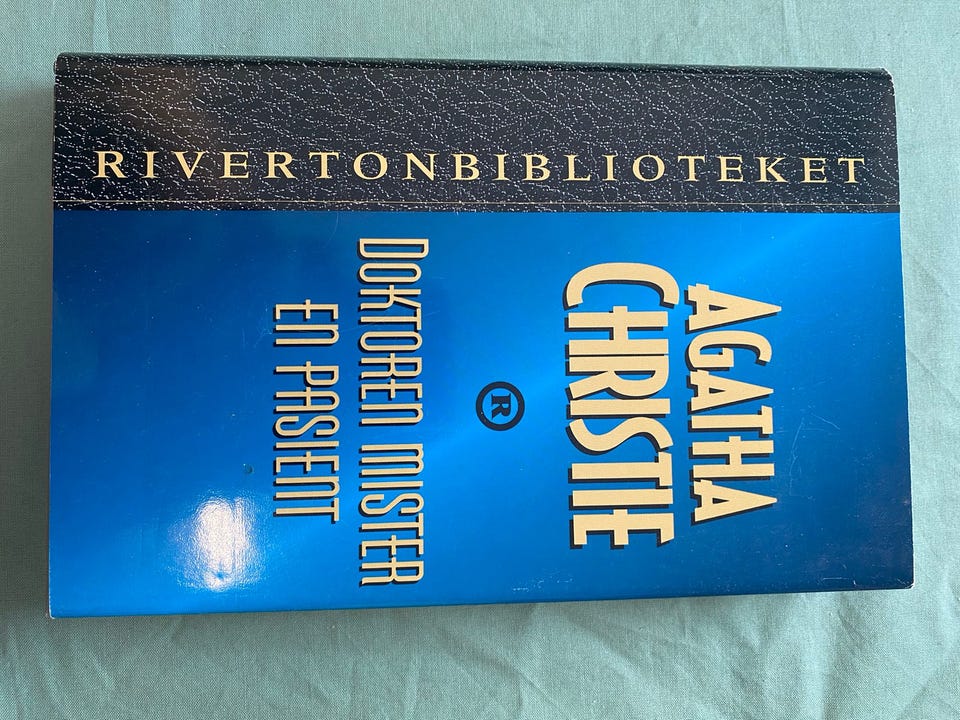 RIVERTONBIBLIOTEKET
AGATHA
CHRISTIE
R
DOKTOREN MISTER
EN PASIENT